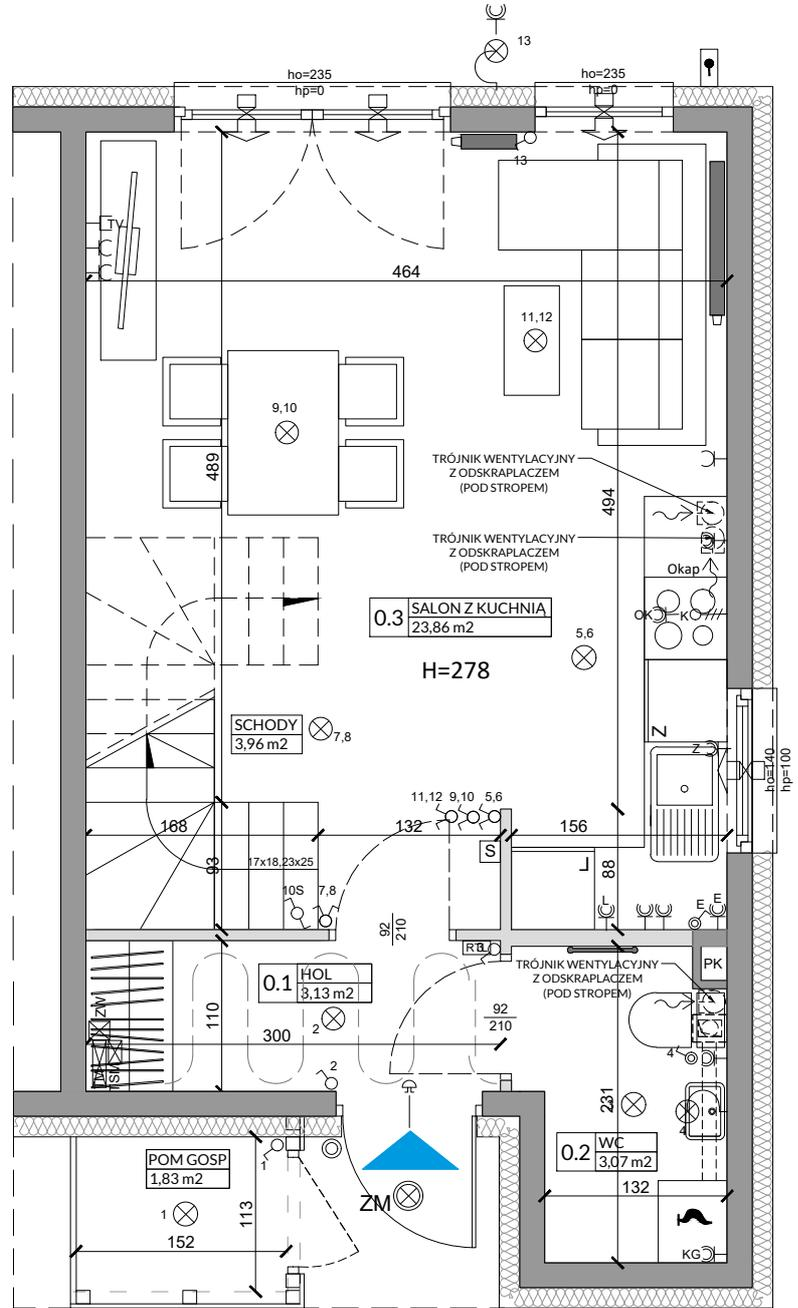 13
ho=235
hp=0
ho=235
hp=0
13
TV
464
11,12
9,10
489
494
TRÓJNIK WENTYLACYJNY
Z ODSKRAPLACZEM
(POD STROPEM)
TRÓJNIK WENTYLACYJNY
Z ODSKRAPLACZEM
(POD STROPEM)
Okap
OK
K
0.3
SALON Z KUCHNIĄ
23,86 m2
5,6
H=278
SCHODY
3,96 m2
7,8
Z
Z
ho=140
hp=100
11,12
9,10
5,6
168
132
156
S
L
93
17x18,23x25
88
10S
7,8
L
E
E
92
210
TRÓJNIK WENTYLACYJNY
Z ODSKRAPLACZEM
(POD STROPEM)
PK
0.1
HOL
3,13 m2
ZW
110
2
300
92
210
TSM
2
4
231
4
0.2
WC
3,07 m2
POM GOSP
1,83 m2
1
1
113
152
ZM
132
KG